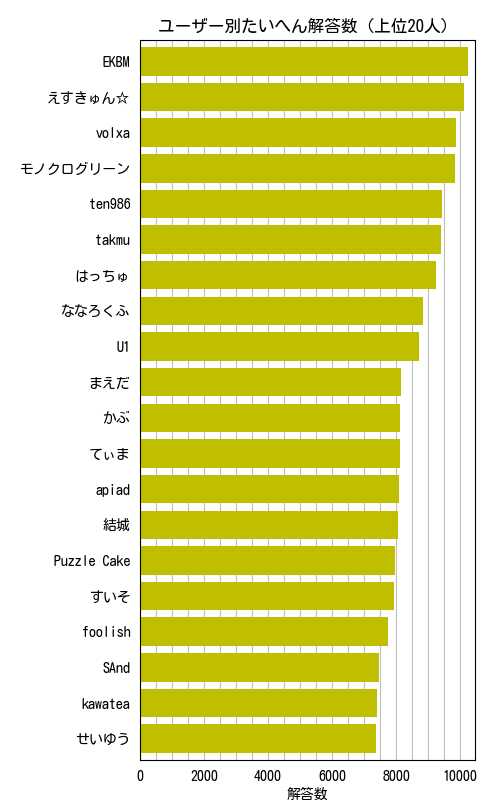 ユーザー別たいへん解答数（上位20人）
EKBM
えすきゅん☆
volxa
モノクログリーン
ten986
takmu
はっちゅ
ななろくふ
U1
まえだ
かぶ
てぃま
apiad
結城
Puzzle Cake
すいそ
foolish
SAnd
kawatea
せいゆう
0 2000 4000 6000 8000 10000
解答数